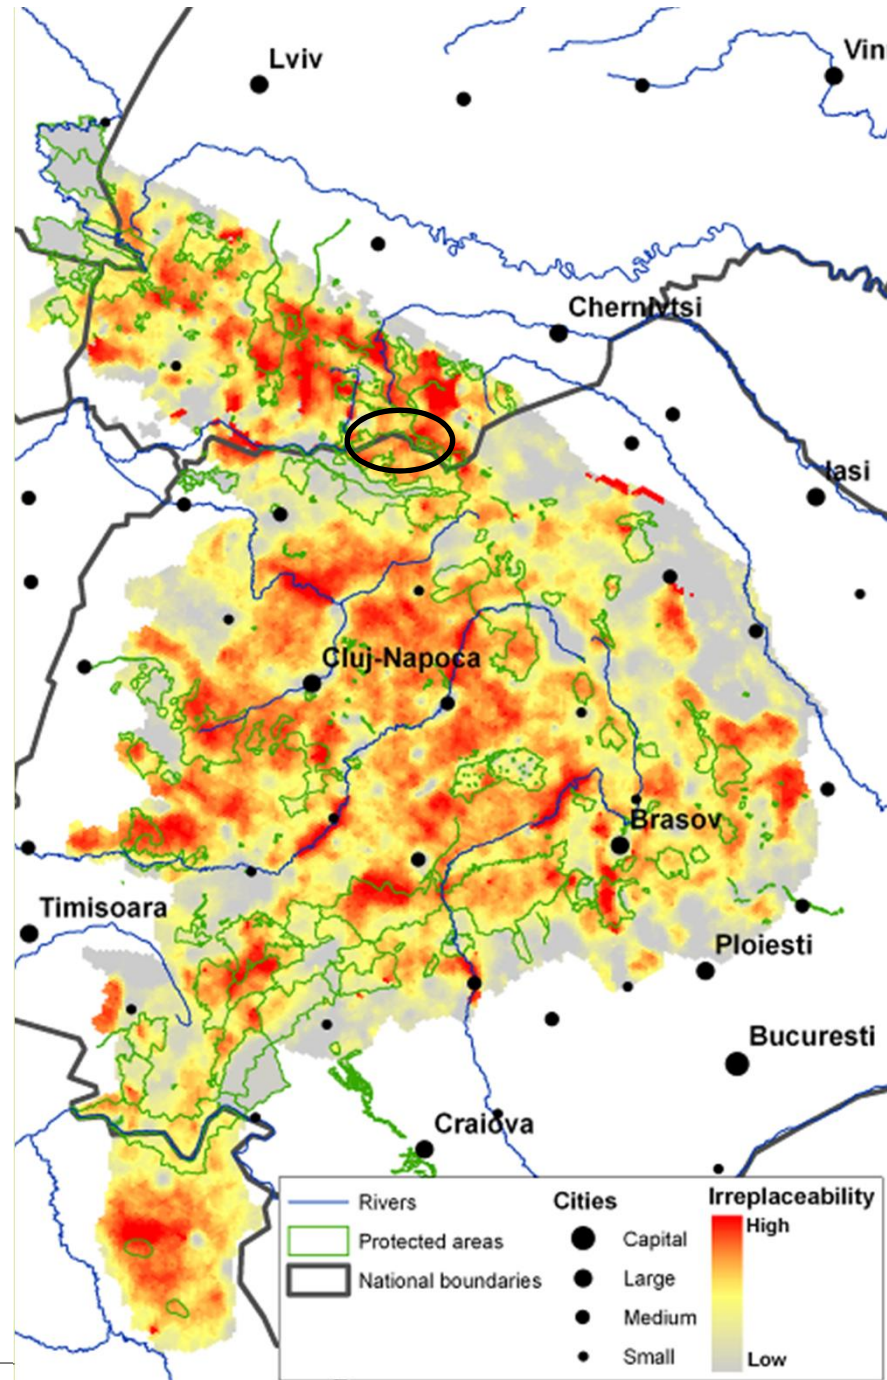 Lviv
Vin
Chernivtsi
Iasi
Cluj-Napoca
Brasov
Timisoara
Ploiesti
Bucuresti
Craiova
Rivers
Protected areas
National boundaries
Cities
Capital
Large
Medium
Small
Irreplaceability
High
Low